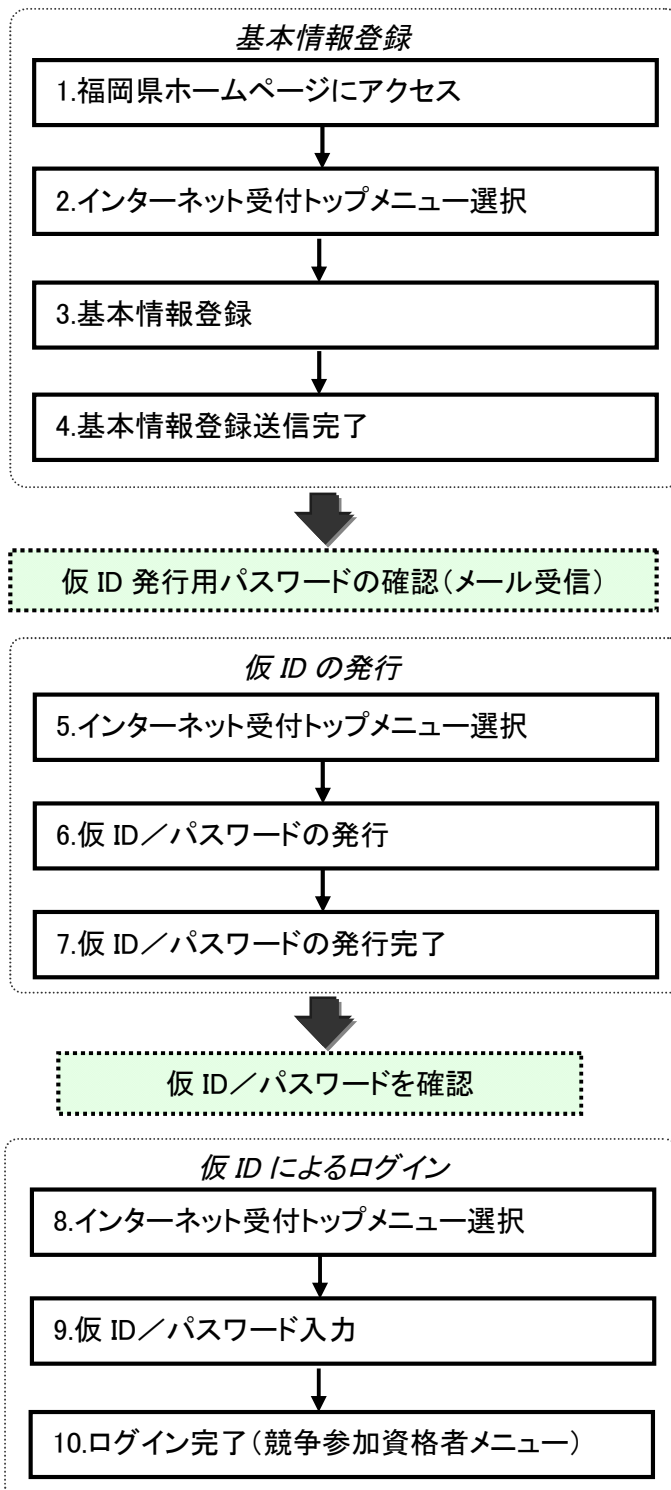 基本情報登録
1.福岡県ホームページにアクセス
2.インターネット受付トップメニュー選択
3.基本情報登録
4.基本情報登録送信完了
仮 ID 発行用パスワードの確認（メール受信）
仮 ID の発行
5.インターネット受付トップメニュー選択
6.仮 ID／パスワードの発行
7.仮 ID／パスワードの発行完了
仮 ID／パスワードを確認
仮 ID によるログイン
8.インターネット受付トップメニュー選択
9.仮 ID／パスワード入力
10.ログイン完了（競争参加資格者メニュー）